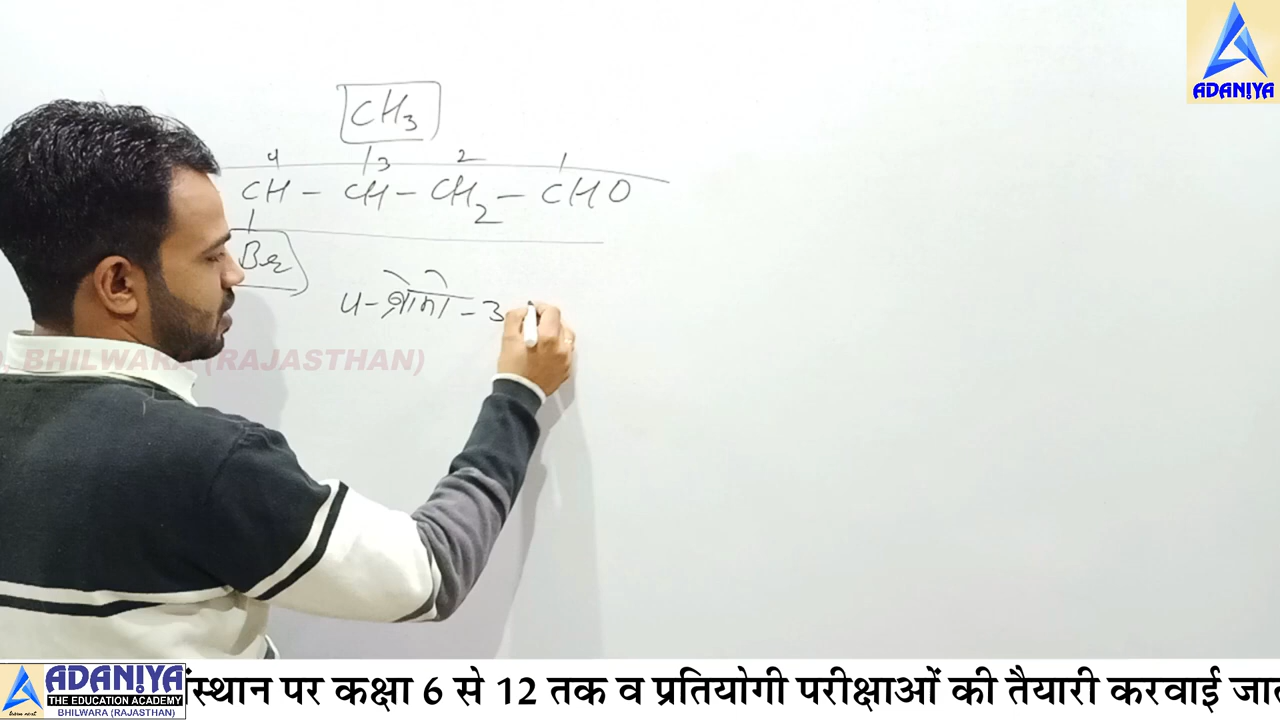 ADANIYA
CH3
4 3 2 1
CH - CH - CH2 - CHO
Br
4-ब्रोमो-3
BHILWARA (RAJASTHAN)
ADANIYA
THE EDUCATION ACADEMY
BHILWARA (RAJASTHAN)
संस्थान पर कक्षा 6 से 12 तक व प्रतियोगी परीक्षाओं की तैयारी करवाई